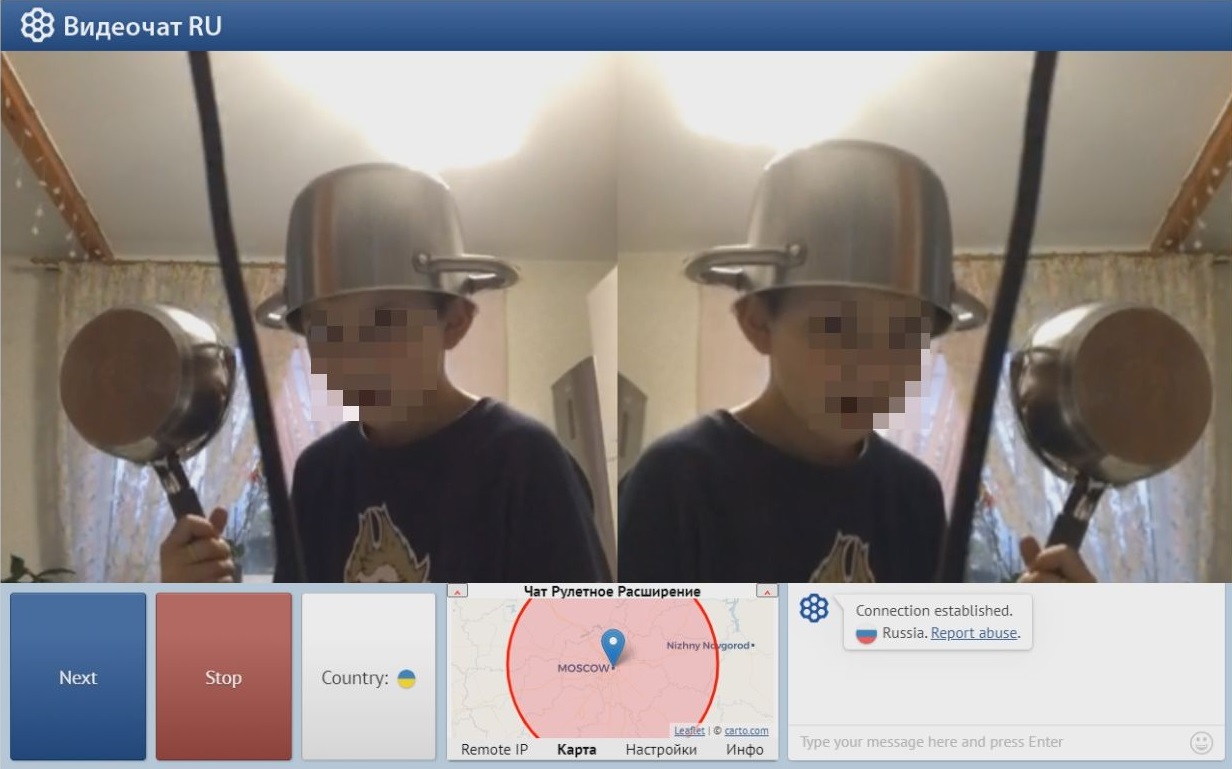 Видеочат RU
Next
Stop
Country:
Чат Рулетное Расширение
Nizhny Novgorod
MOSCOW
Leaflet | © carto.com
Remote IP Карта Настройки Инфо
Connection established.
Russia. Report abuse.
Type your message here and press Enter